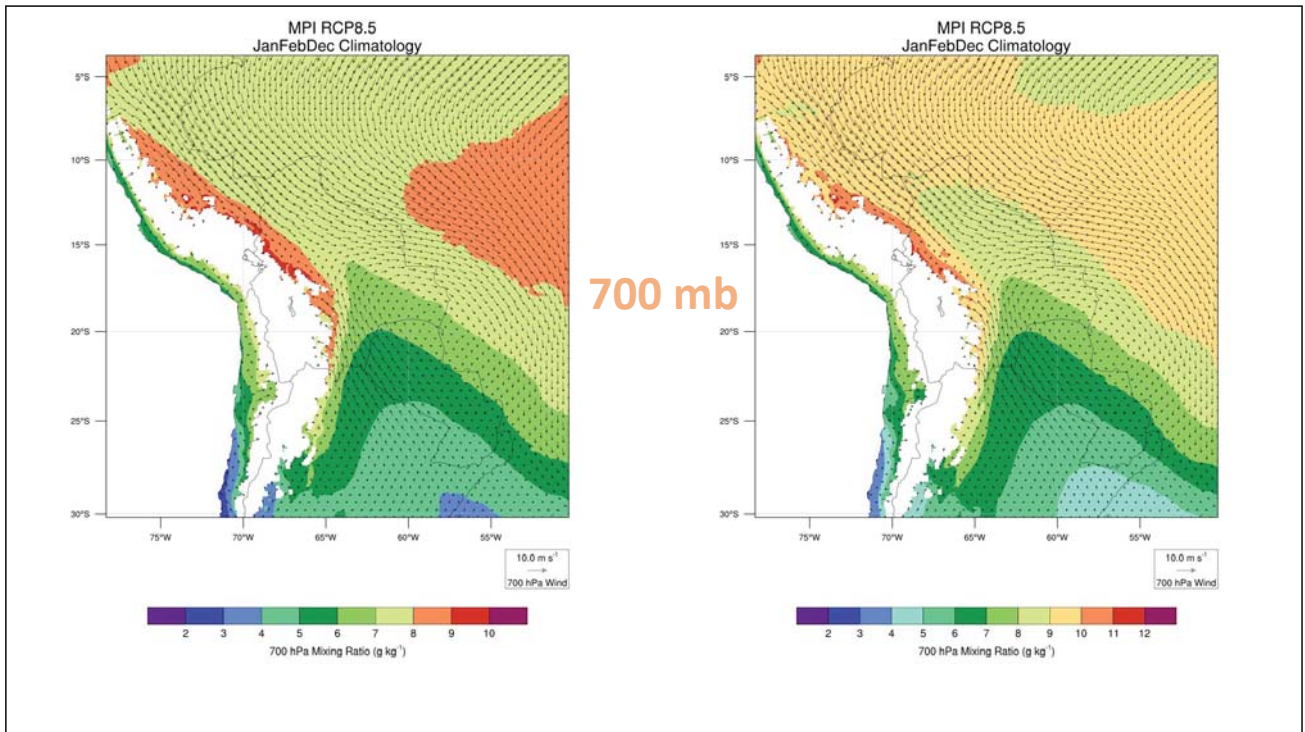 MPI RCP8.5
JanFebDec Climatology
5°S
10°S
15°S
20°S
25°S
30°S
75°W
70°W
65°W
60°W
55°W
10.0 m s⁻¹
700 hPa Wind
2 3 4 5 6 7 8 9 10
700 hPa Mixing Ratio (g kg⁻¹)
700 mb
MPI RCP8.5
JanFebDec Climatology
5°S
10°S
15°S
20°S
25°S
30°S
75°W
70°W
65°W
60°W
55°W
10.0 m s⁻¹
700 hPa Wind
2 3 4 5 6 7 8 9 10 11 12
700 hPa Mixing Ratio (g kg⁻¹)